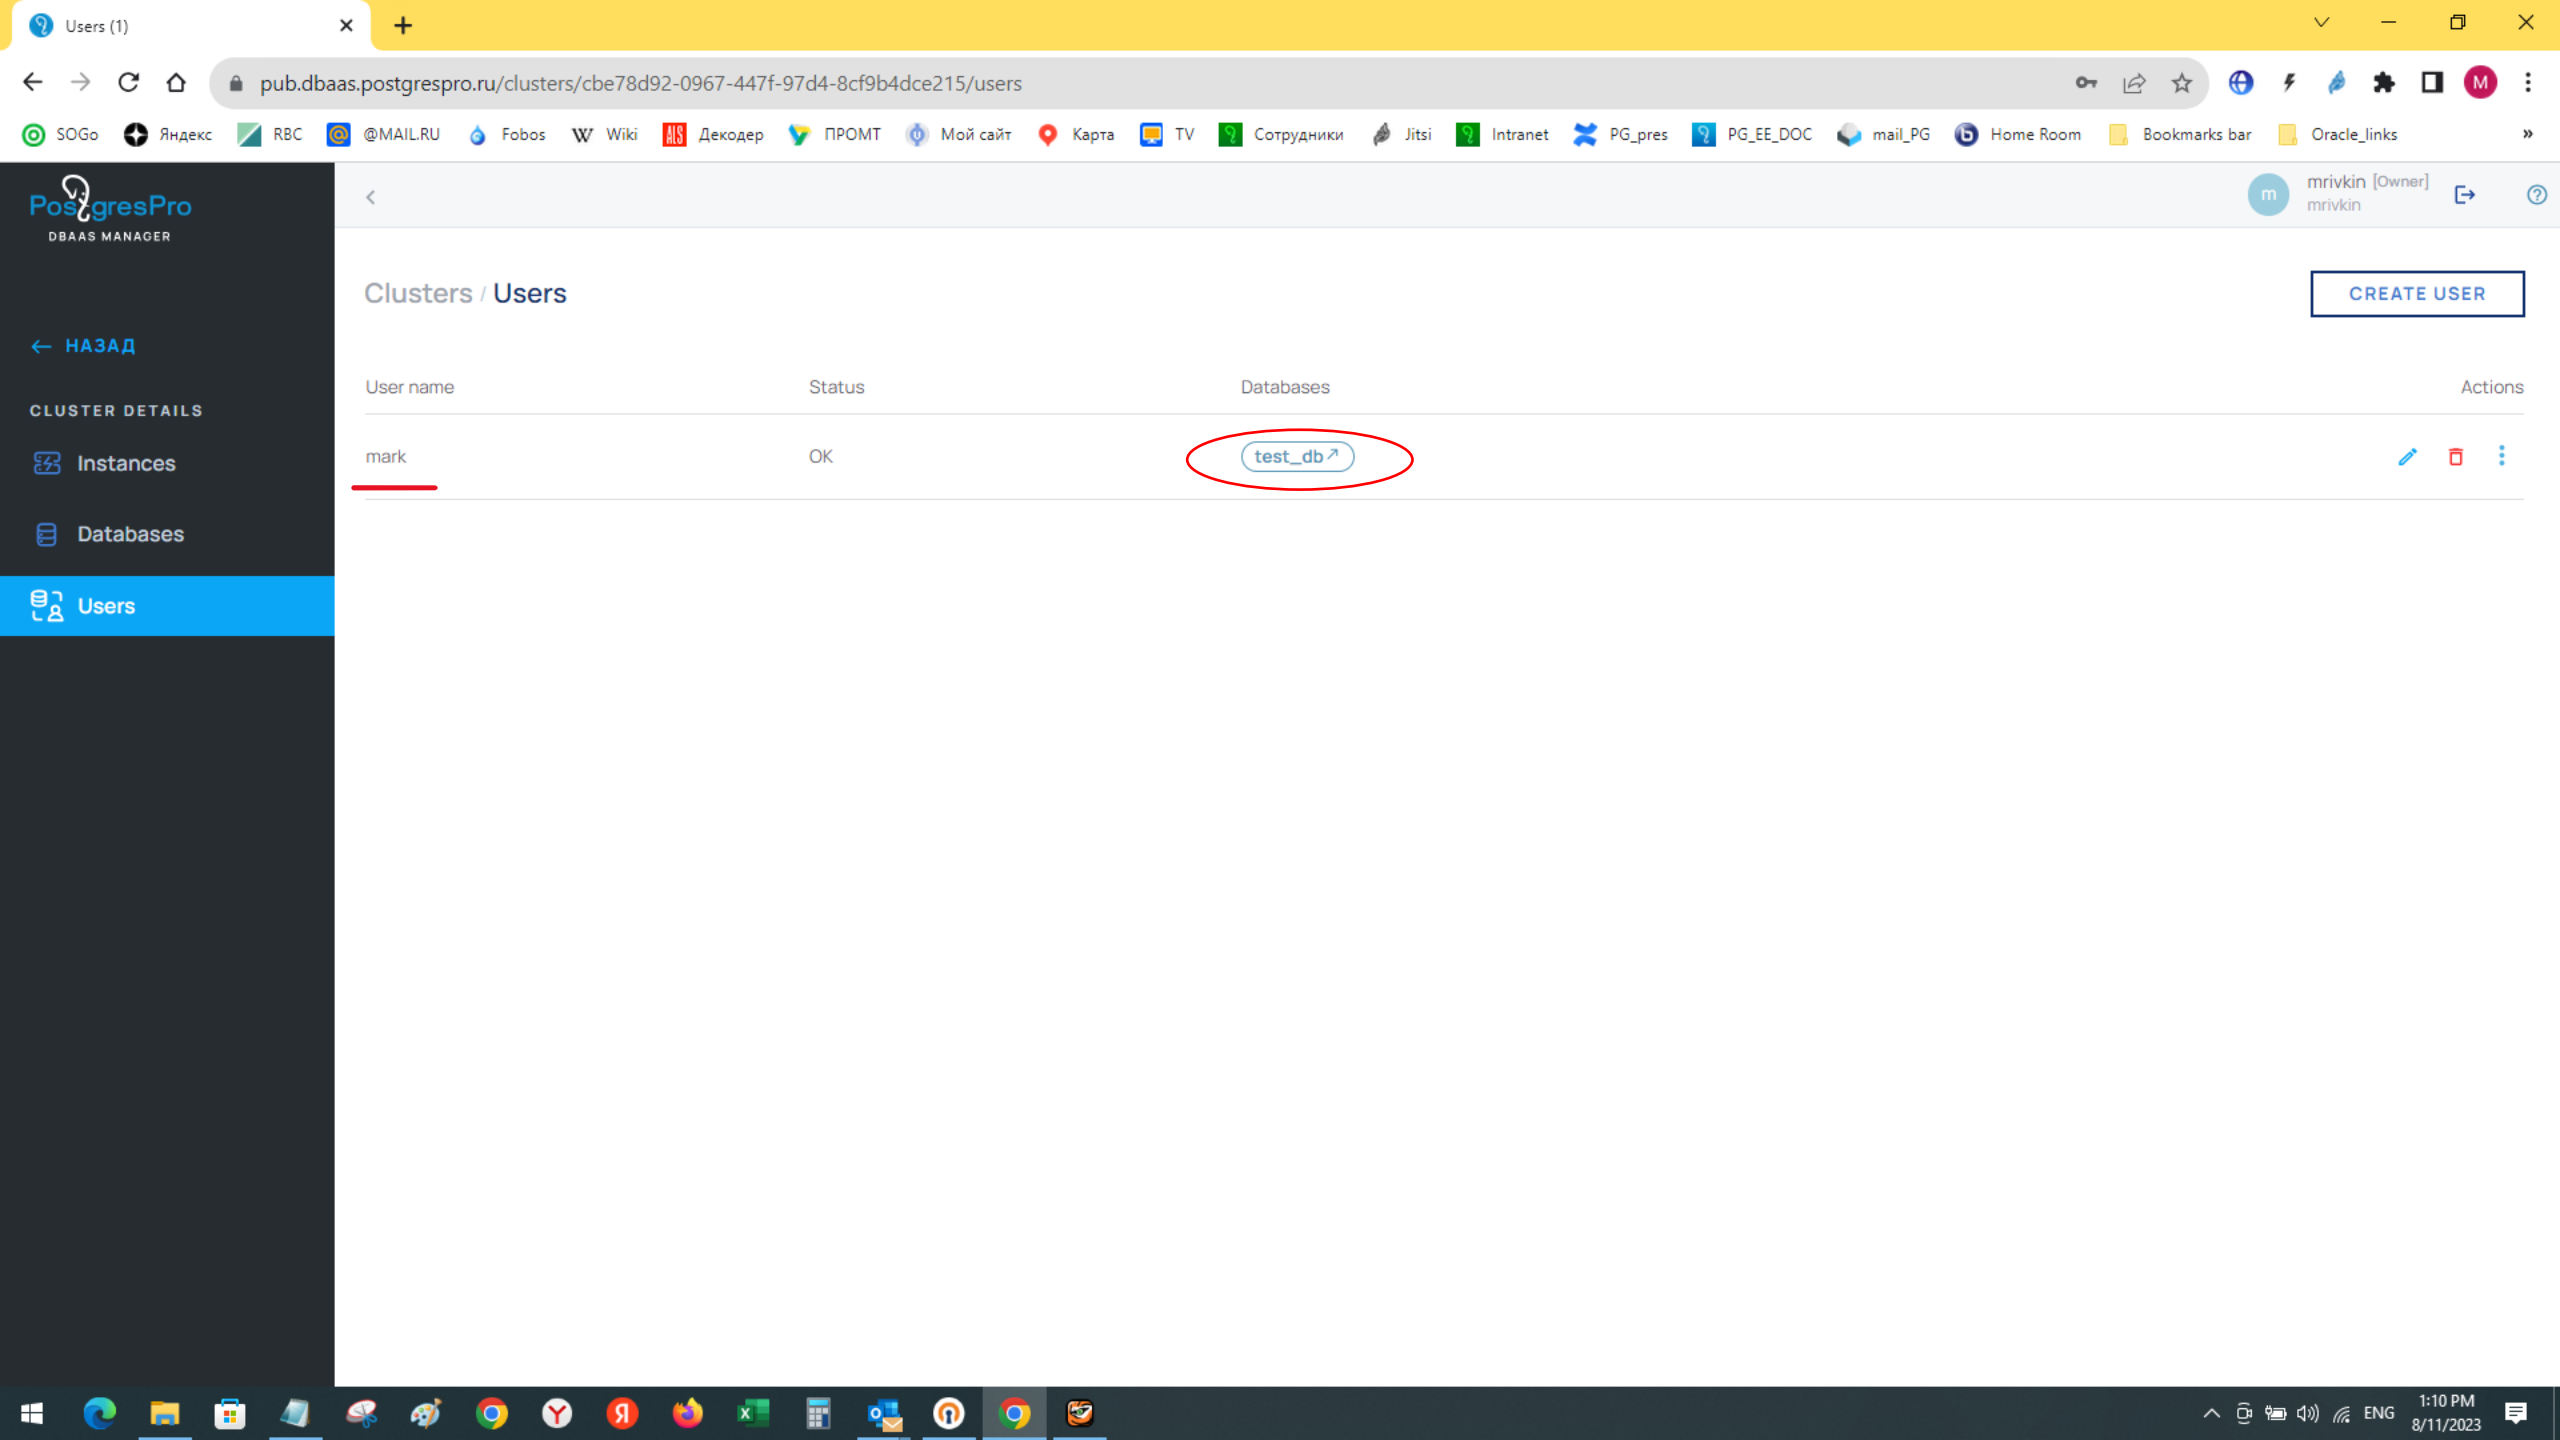 Users (1)
pub.dbaas.postgrespro.ru/clusters/cbe78d92-0967-447f-97d4-8cf9b4dce215/users
M
SOGo Яндекс RBC @MAIL.RU Fobos Wiki Декодер ПРОМТ Мой сайт Карта TV Сотрудники Jitsi Intranet PG_pres PG_EE_DOC mail_PG Home Room Bookmarks bar Oracle_links »
PostgresPro
DBAAS MANAGER
m
mrivkin [Owner]
mrivkin
Clusters / Users
CREATE USER
НАЗАД
User name Status Databases Actions
CLUSTER DETAILS
mark OK test_db
Instances
Databases
Users
ENG
1:10 PM
8/11/2023